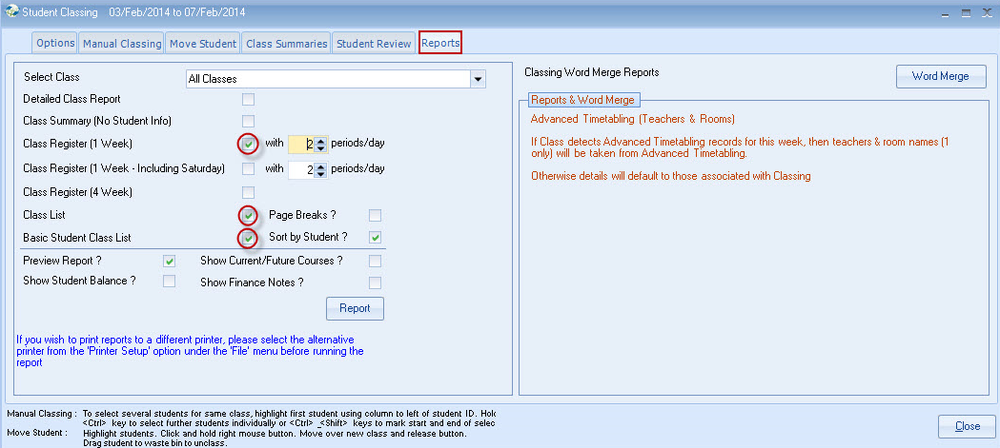 Student Classing 03/Feb/2014 to 07/Feb/2014
Options Manual Classing Move Student Class Summaries Student Review Reports
Select Class All Classes
Detailed Class Report
Class Summary (No Student Info)
Class Register (1 Week) with 2 periods/day
Class Register (1 Week - Including Saturday) with 2 periods/day
Class Register (4 Week)
Class List Page Breaks ?
Basic Student Class List Sort by Student ?
Preview Report ? Show Current/Future Courses ?
Show Student Balance ? Show Finance Notes ?
Report
If you wish to print reports to a different printer, please select the alternative
printer from the 'Printer Setup' option under the 'File' menu before running the
report
Classing Word Merge Reports Word Merge
Reports & Word Merge
Advanced Timetabling (Teachers & Rooms)
If Class detects Advanced Timetabling records for this week, then teachers & room names (1
only) will be taken from Advanced Timetabling.
Otherwise details will default to those associated with Classing
Manual Classing : To select several students for same class, highlight first student using column to left of student ID.
<Ctrl> key to select further students individually or <Ctrl> _<Shift> keys to mark start and end of selec
Move Student : Highlight students. Click and hold right mouse button. Move over new class and release button.
Drag student to waste bin to unclass.
Close